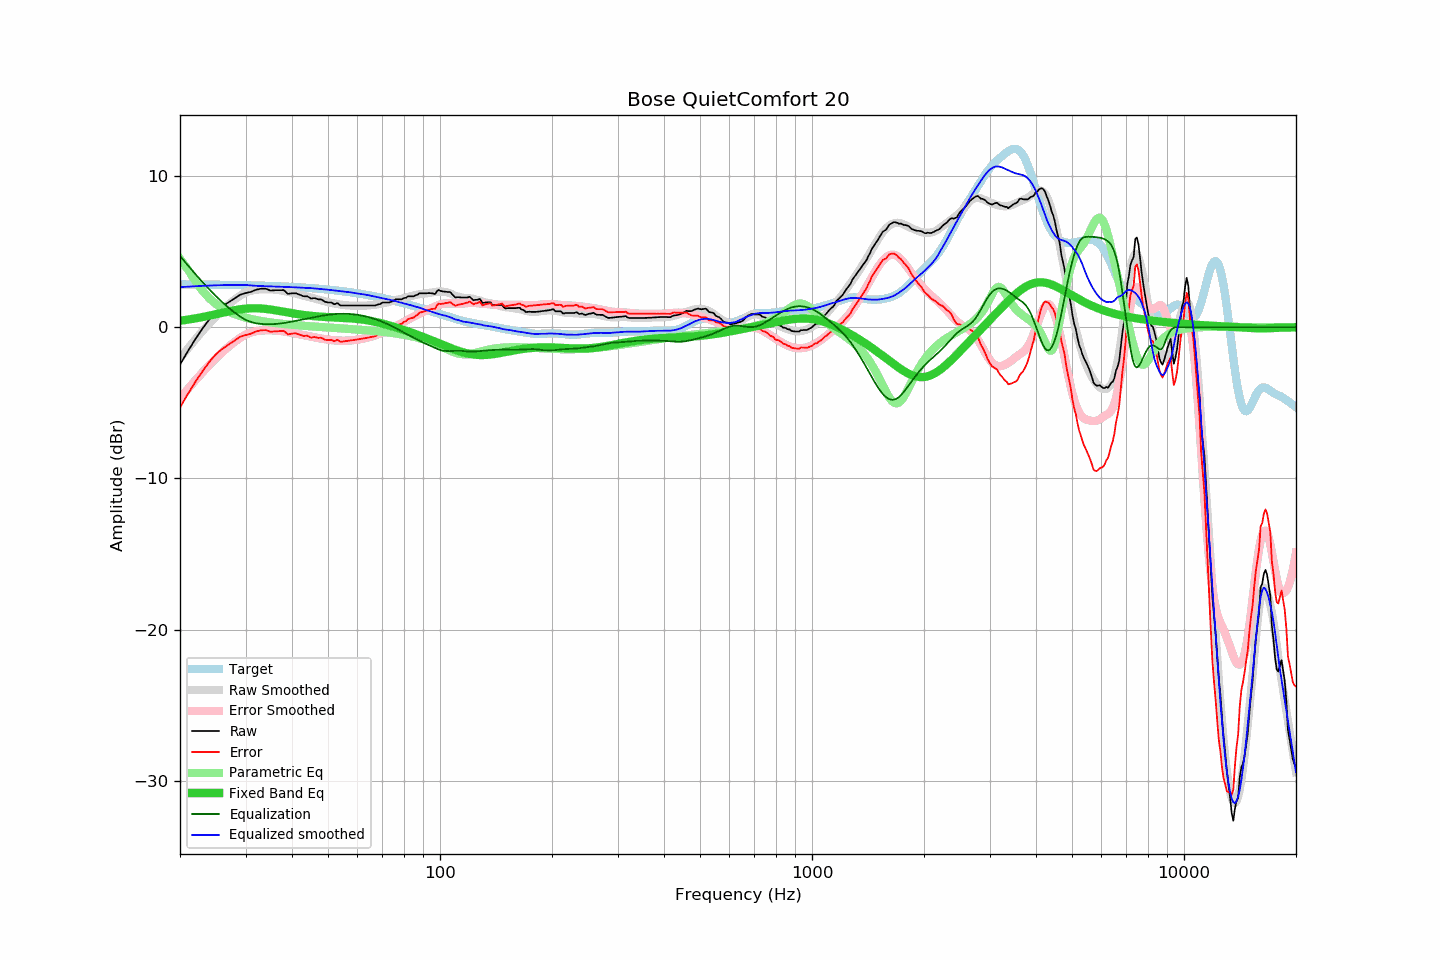 Bose QuietComfort 20
10
0
−10
−20
−30
Amplitude (dBr)
Target
Raw Smoothed
Error Smoothed
Raw
Error
Parametric Eq
Fixed Band Eq
Equalization
Equalized smoothed
100
1000
10000
Frequency (Hz)